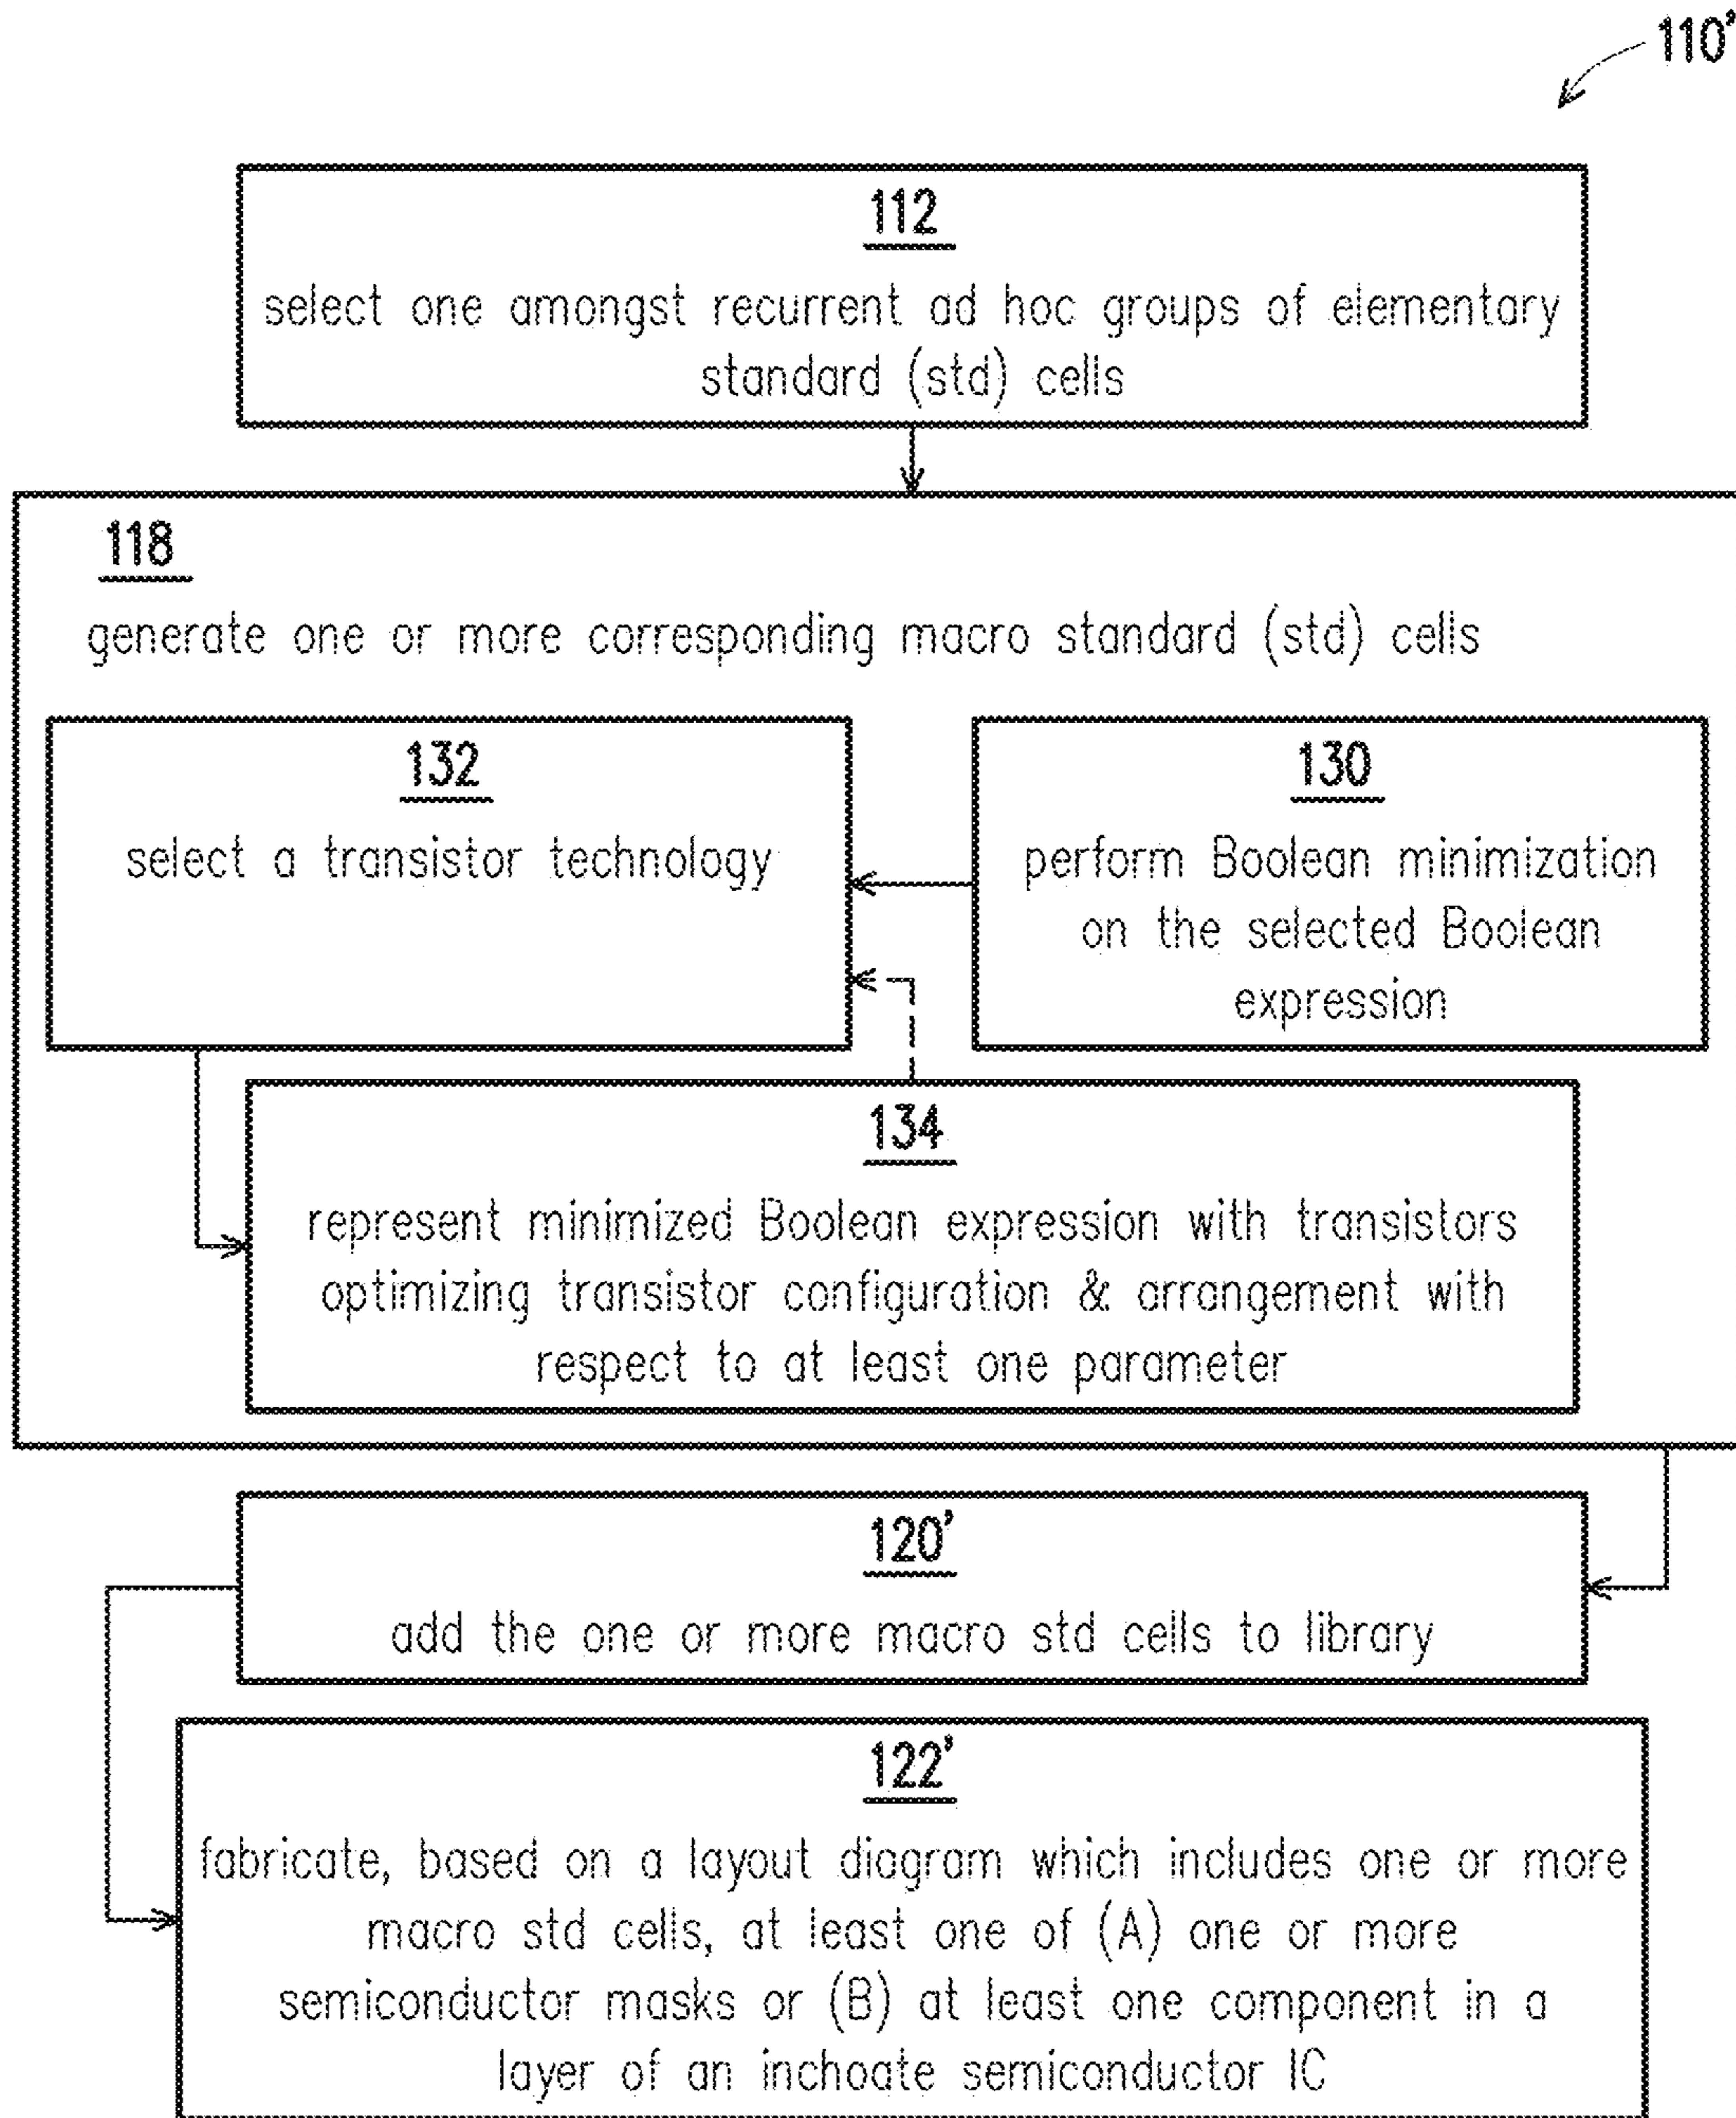 110'
112
select one amongst recurrent ad hoc groups of elementary
standard (std) cells
118
generate one or more corresponding macro standard (std) cells
132
select a transistor technology
130
perform Boolean minimization
on the selected Boolean
expression
134
represent minimized Boolean expression with transistors
optimizing transistor configuration & arrangement with
respect to at least one parameter
120'
add the one or more macro std cells to library
122'
fabricate, based on a layout diagram which includes one or more
macro std cells, at least one of (A) one or more
semiconductor masks or (B) at least one component in a
layer of an inchoate semiconductor IC